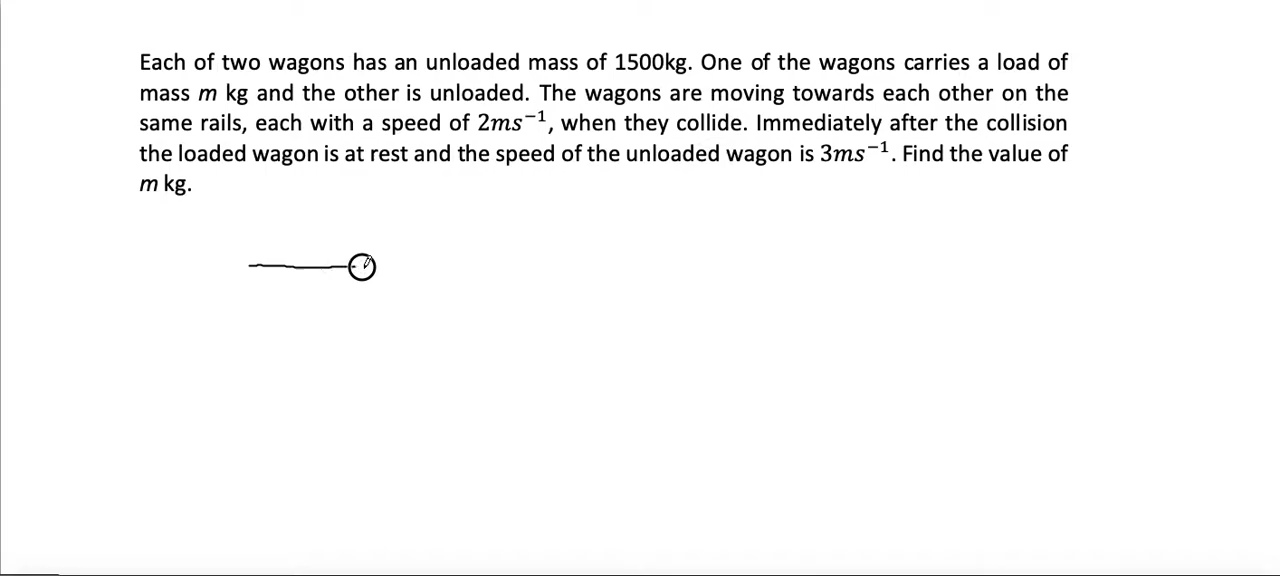 Each of two wagons has an unloaded mass of 1500kg. One of the wagons carries a load of
mass m kg and the other is unloaded. The wagons are moving towards each other on the
same rails, each with a speed of 2ms⁻¹, when they collide. Immediately after the collision
the loaded wagon is at rest and the speed of the unloaded wagon is 3ms⁻¹. Find the value of
m kg.